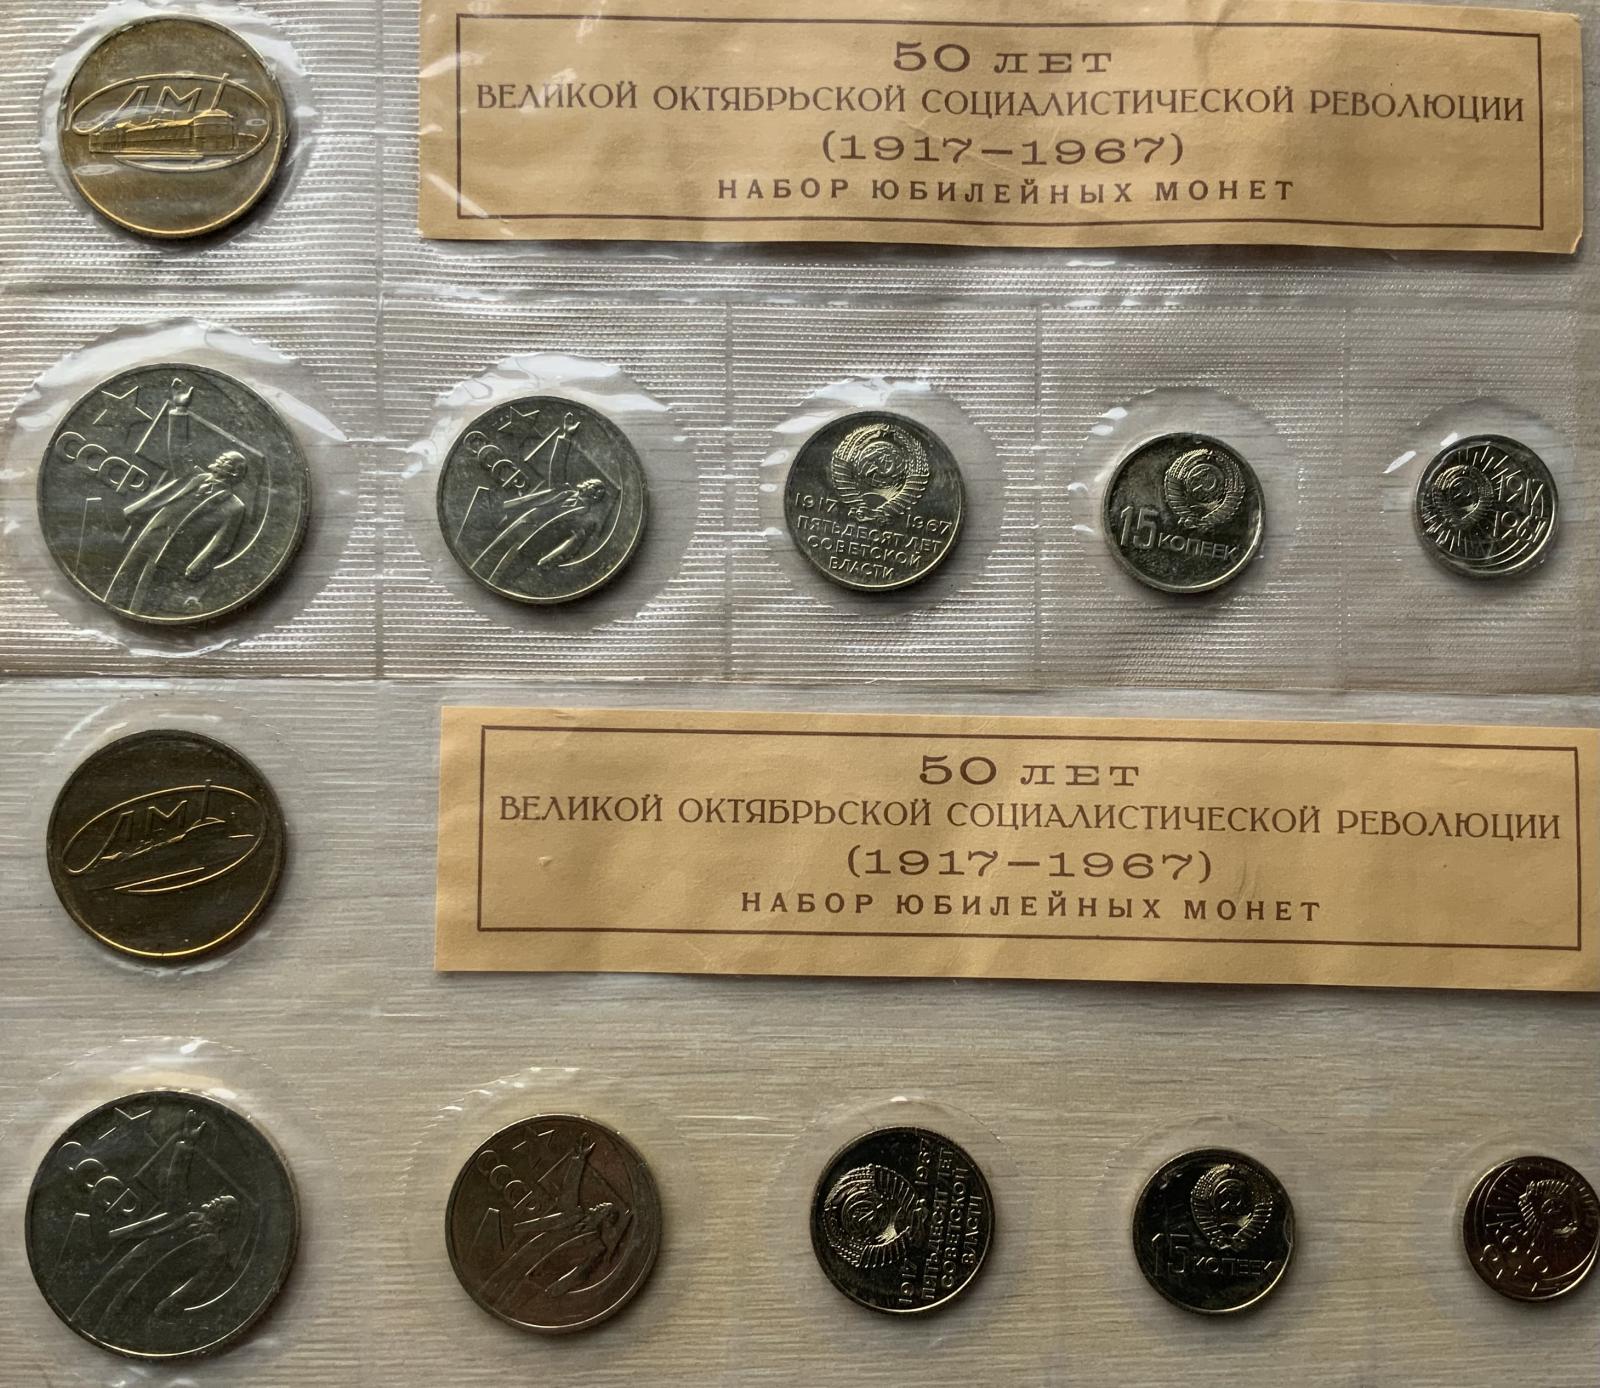 ЛМД
50 ЛЕТ
ВЕЛИКОЙ ОКТЯБРЬСКОЙ СОЦИАЛИСТИЧЕСКОЙ РЕВОЛЮЦИИ
(1917–1967)
НАБОР ЮБИЛЕЙНЫХ МОНЕТ
СССР
СССР
1917 1967
ПЯТЬДЕСЯТ ЛЕТ
СОВЕТСКОЙ
ВЛАСТИ
15 КОПЕЕК
1917
1967
ЛМД
50 ЛЕТ
ВЕЛИКОЙ ОКТЯБРЬСКОЙ СОЦИАЛИСТИЧЕСКОЙ РЕВОЛЮЦИИ
(1917–1967)
НАБОР ЮБИЛЕЙНЫХ МОНЕТ
СССР
СССР
1917 1967
ПЯТЬДЕСЯТ ЛЕТ
СОВЕТСКОЙ
ВЛАСТИ
15 КОПЕЕК